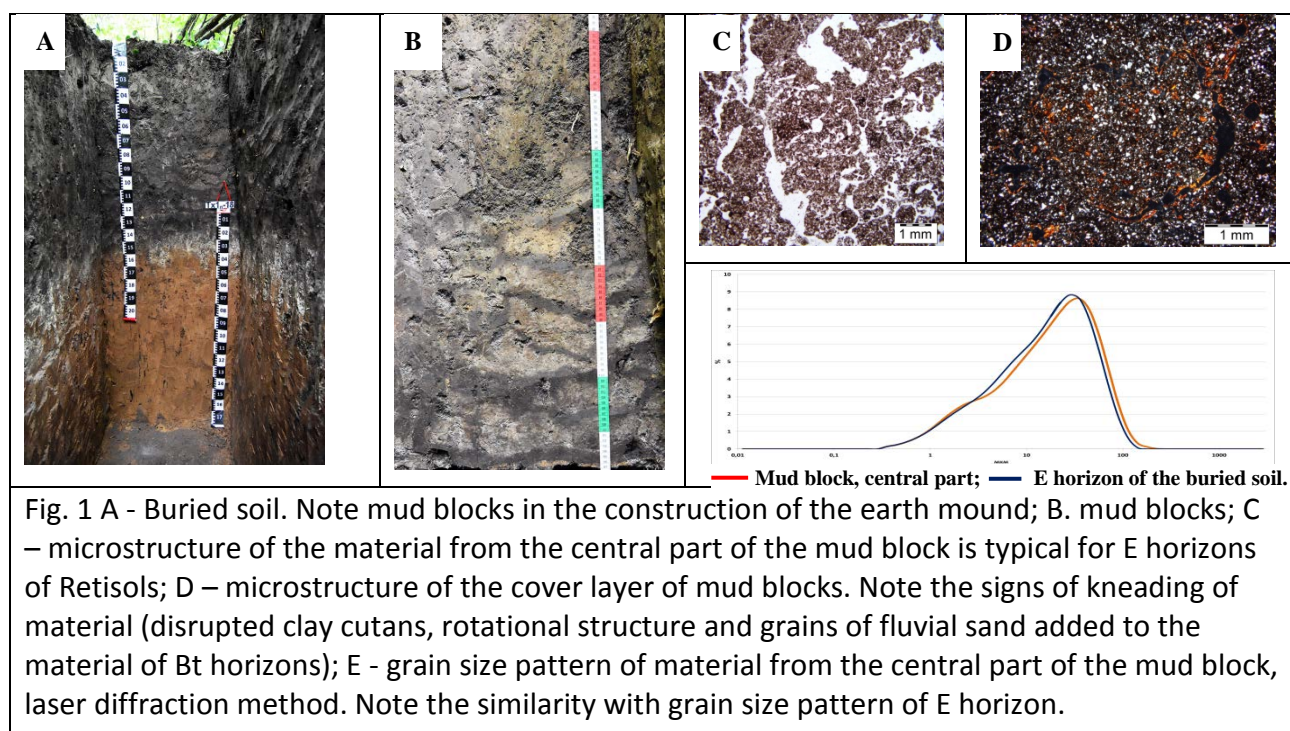 A
B
C
D
1 mm
1 mm
10
9
8
7
6
5
4
3
2
1
0
%
0,01
1
10
100
1000
Mud block, central part; E horizon of the buried soil.
Fig. 1 A - Buried soil. Note mud blocks in the construction of the earth mound; B. mud blocks; C
– microstructure of the material from the central part of the mud block is typical for E horizons
of Retisols; D – microstructure of the cover layer of mud blocks. Note the signs of kneading of
material (disrupted clay cutans, rotational structure and grains of fluvial sand added to the
material of Bt horizons); E - grain size pattern of material from the central part of the mud block,
laser diffraction method. Note the similarity with grain size pattern of E horizon.